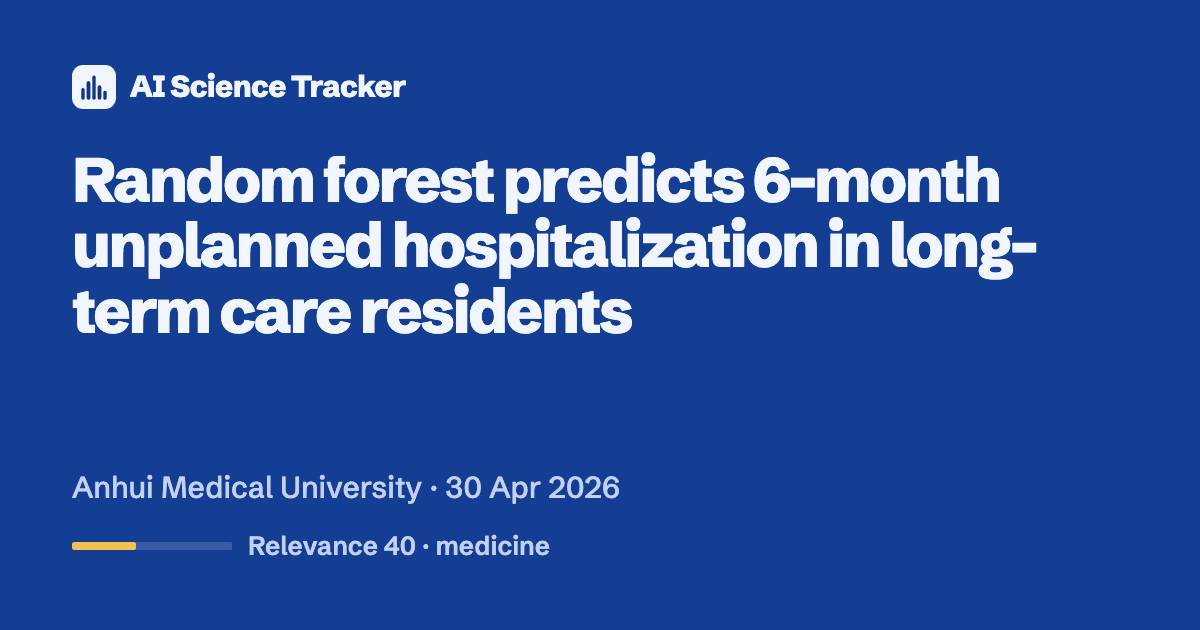 AI Science Tracker
Random forest predicts 6-month
unplanned hospitalization in long-
term care residents
Anhui Medical University · 30 Apr 2026
Relevance 40 · medicine